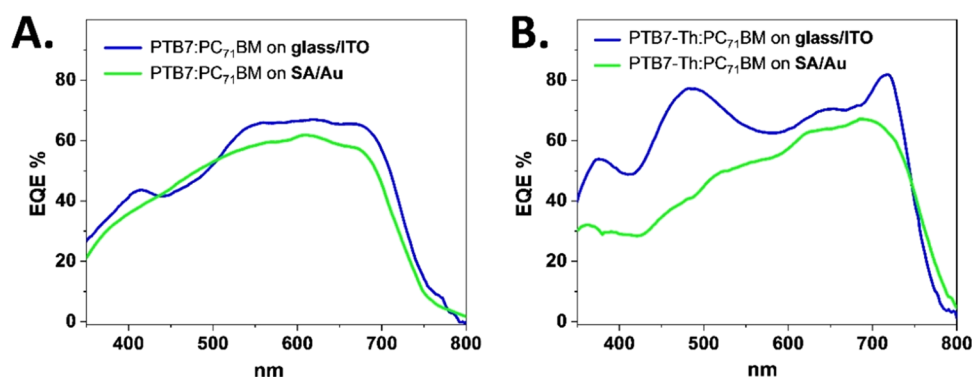 A.
PTB7:PC₇₁BM on glass/ITO
PTB7:PC₇₁BM on SA/Au
EQE %
80
60
40
20
0
400 500 600 700 800
nm
B.
PTB7-Th:PC₇₁BM on glass/ITO
PTB7-Th:PC₇₁BM on SA/Au
EQE %
80
60
40
20
0
400 500 600 700 800
nm